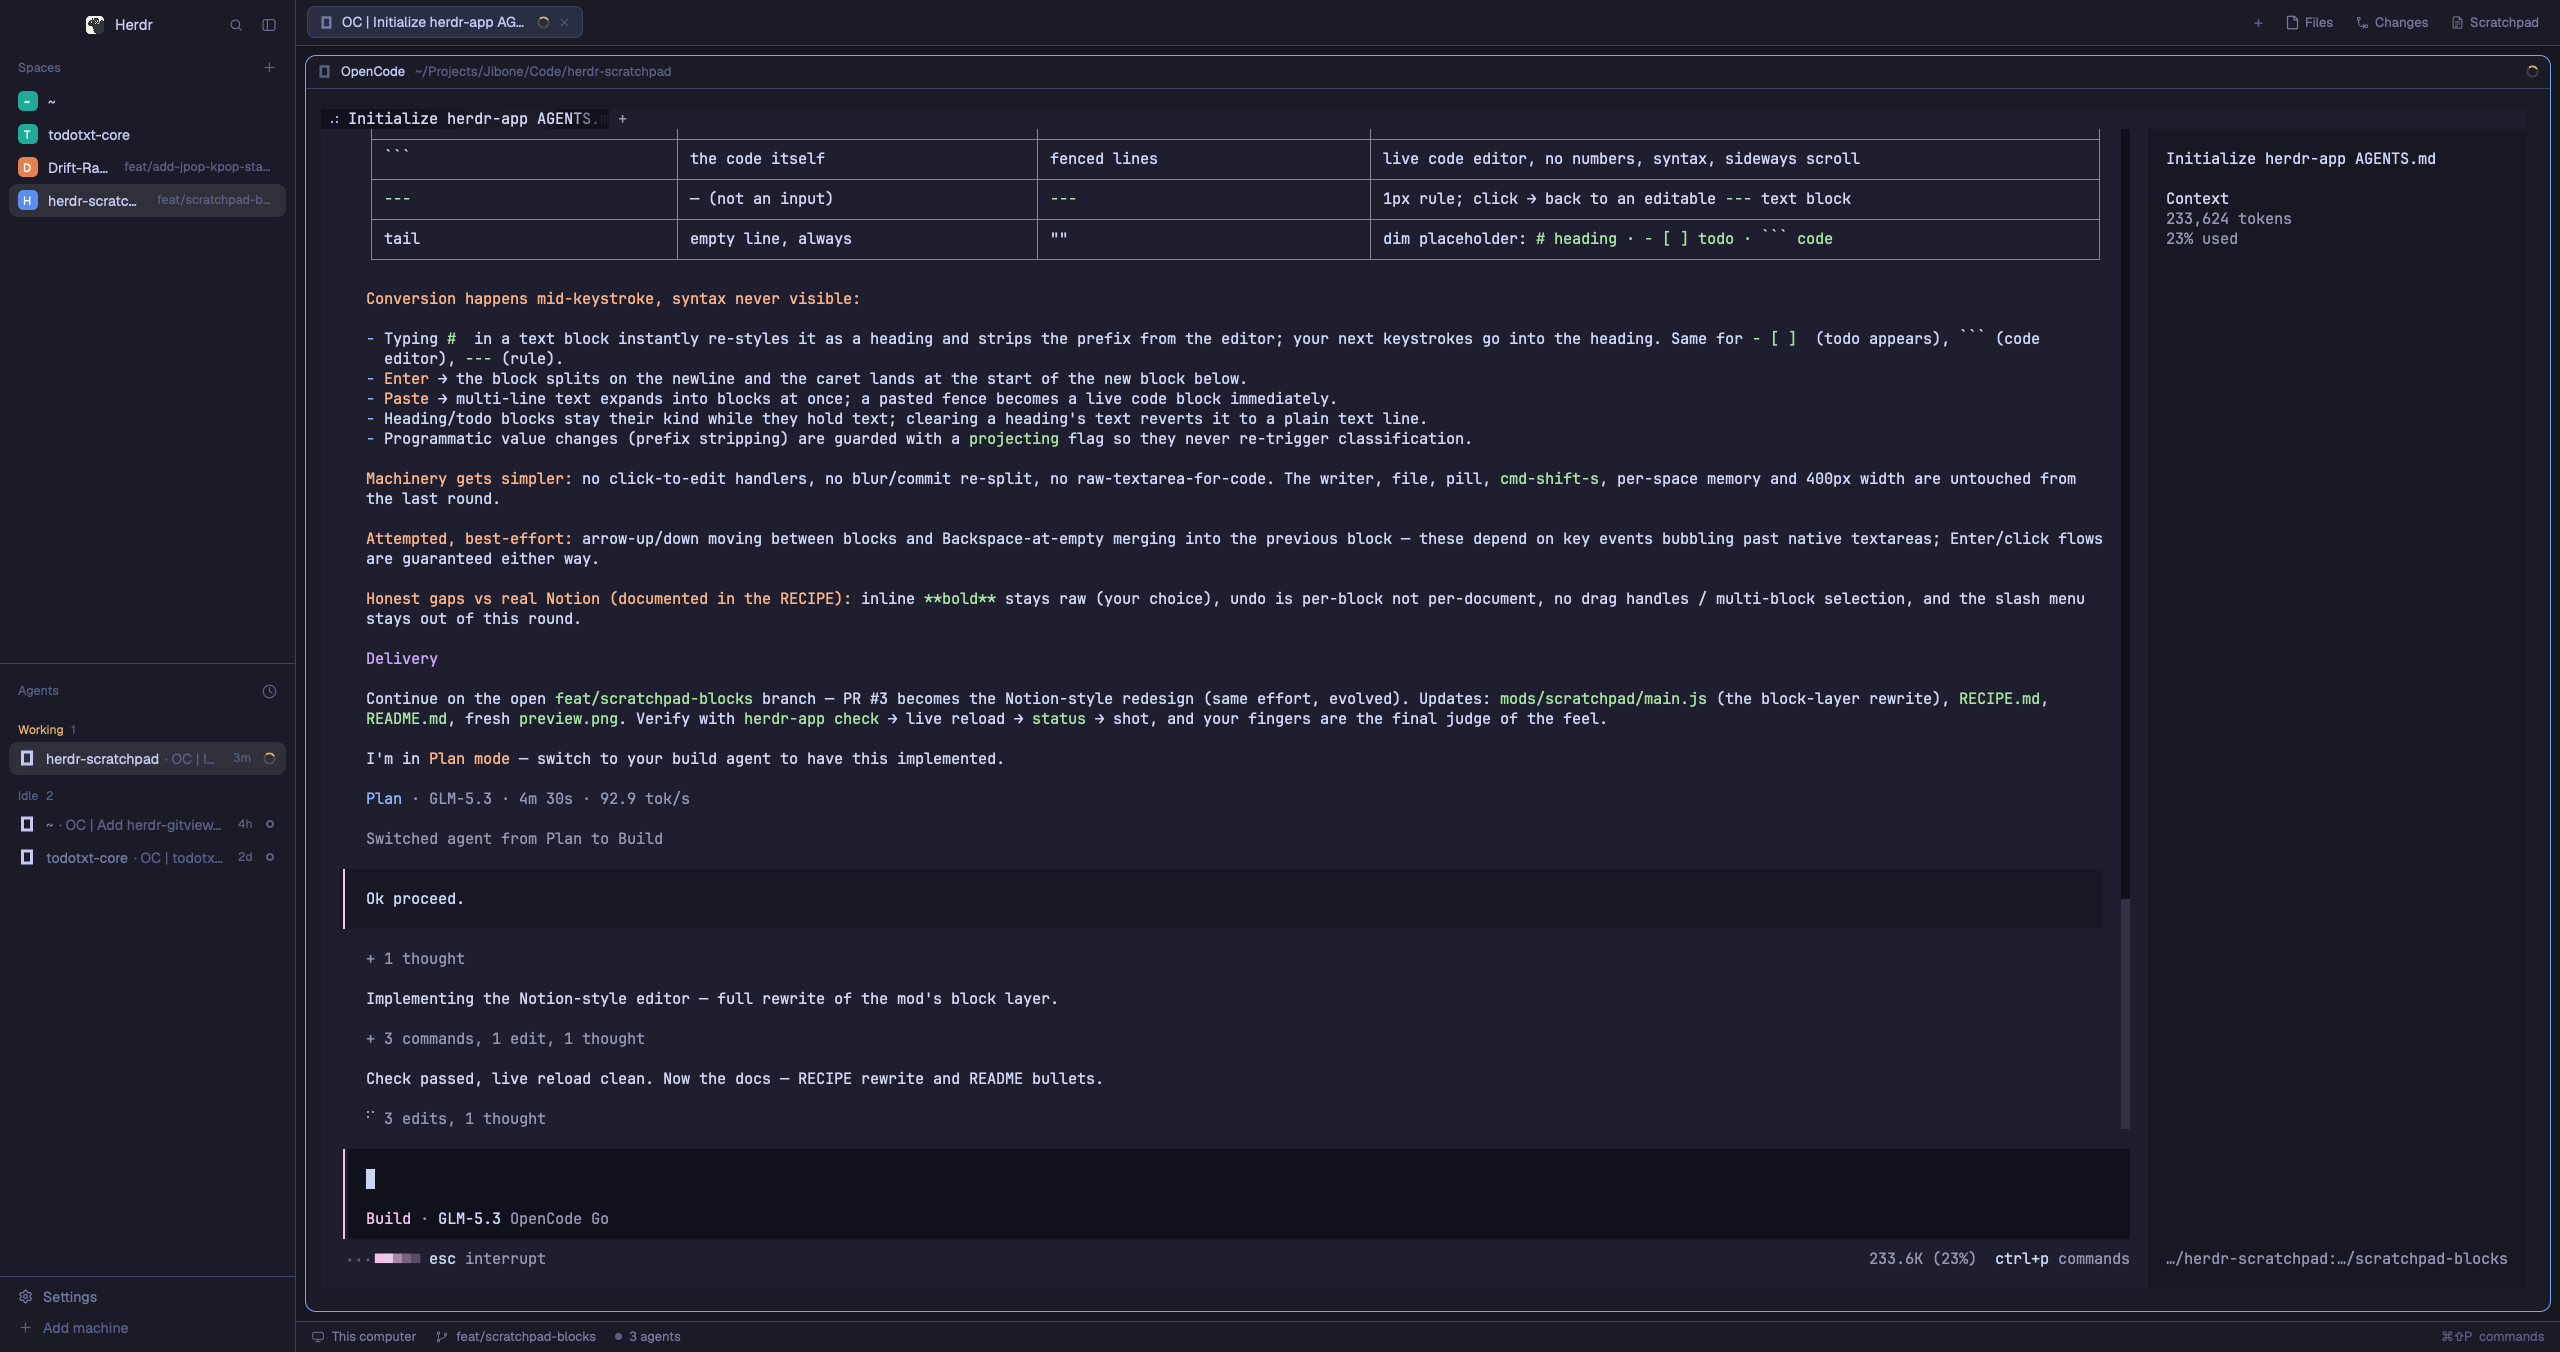 Herdr
Spaces
~ ~
T todotxt-core
D Drift-Ra... feat/add-jpop-kpop-sta...
H herdr-scratc... feat/scratchpad-b...
Agents
Working 1
herdr-scratchpad · OC | I... 3m
Idle 2
~ · OC | Add herdr-gitview... 4h
todotxt-core · OC | todotx... 2d
Settings
+ Add machine
OC | Initialize herdr-app AG... ×
+ Files Changes Scratchpad
OpenCode ~/Projects/Jibone/Code/herdr-scratchpad
Initialize herdr-app AGENTS.m +
``` the code itself fenced lines live code editor, no numbers, syntax, sideways scroll
--- — (not an input) --- 1px rule; click → back to an editable --- text block
tail empty line, always "" dim placeholder: # heading · - [ ] todo · ``` code
Conversion happens mid-keystroke, syntax never visible:
- Typing # in a text block instantly re-styles it as a heading and strips the prefix from the editor; your next keystrokes go into the heading. Same for - [ ] (todo appears), ``` (code
editor), --- (rule).
- Enter → the block splits on the newline and the caret lands at the start of the new block below.
- Paste → multi-line text expands into blocks at once; a pasted fence becomes a live code block immediately.
- Heading/todo blocks stay their kind while they hold text; clearing a heading's text reverts it to a plain text line.
- Programmatic value changes (prefix stripping) are guarded with a projecting flag so they never re-trigger classification.
Machinery gets simpler: no click-to-edit handlers, no blur/commit re-split, no raw-textarea-for-code. The writer, file, pill, cmd-shift-s, per-space memory and 400px width are untouched from
the last round.
Attempted, best-effort: arrow-up/down moving between blocks and Backspace-at-empty merging into the previous block — these depend on key events bubbling past native textareas; Enter/click flows
are guaranteed either way.
Honest gaps vs real Notion (documented in the RECIPE): inline **bold** stays raw (your choice), undo is per-block not per-document, no drag handles / multi-block selection, and the slash menu
stays out of this round.
Delivery
Continue on the open feat/scratchpad-blocks branch — PR #3 becomes the Notion-style redesign (same effort, evolved). Updates: mods/scratchpad/main.js (the block-layer rewrite), RECIPE.md,
README.md, fresh preview.png. Verify with herdr-app check → live reload → status → shot, and your fingers are the final judge of the feel.
I'm in Plan mode — switch to your build agent to have this implemented.
Plan · GLM-5.3 · 4m 30s · 92.9 tok/s
Switched agent from Plan to Build
Ok proceed.
+ 1 thought
Implementing the Notion-style editor — full rewrite of the mod's block layer.
+ 3 commands, 1 edit, 1 thought
Check passed, live reload clean. Now the docs — RECIPE rewrite and README bullets.
3 edits, 1 thought
Build · GLM-5.3 OpenCode Go
esc interrupt 233.6K (23%) ctrl+p commands
Initialize herdr-app AGENTS.md
Context
233,624 tokens
23% used
…/herdr-scratchpad:…/scratchpad-blocks
This computer feat/scratchpad-blocks 3 agents
⌘⇧P commands